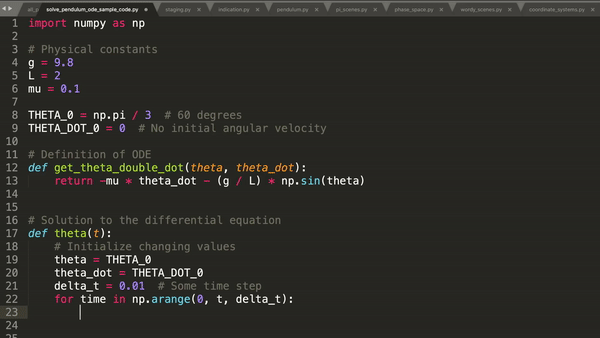 solve_pendulum_ode_sample_code.py staging.py indication.py pendulum.py pi_scenes.py phase_space.py wordy_scenes.py coordinate_systems.py
1 import numpy as np
2
3 # Physical constants
4 g = 9.8
5 L = 2
6 mu = 0.1
7
8 THETA_0 = np.pi / 3 # 60 degrees
9 THETA_DOT_0 = 0 # No initial angular velocity
10
11 # Definition of ODE
12 def get_theta_double_dot(theta, theta_dot):
13 return -mu * theta_dot - (g / L) * np.sin(theta)
14
15
16 # Solution to the differential equation
17 def theta(t):
18 # Initialize changing values
19 theta = THETA_0
20 theta_dot = THETA_DOT_0
21 delta_t = 0.01 # Some time step
22 for time in np.arange(0, t, delta_t):
23
24
25